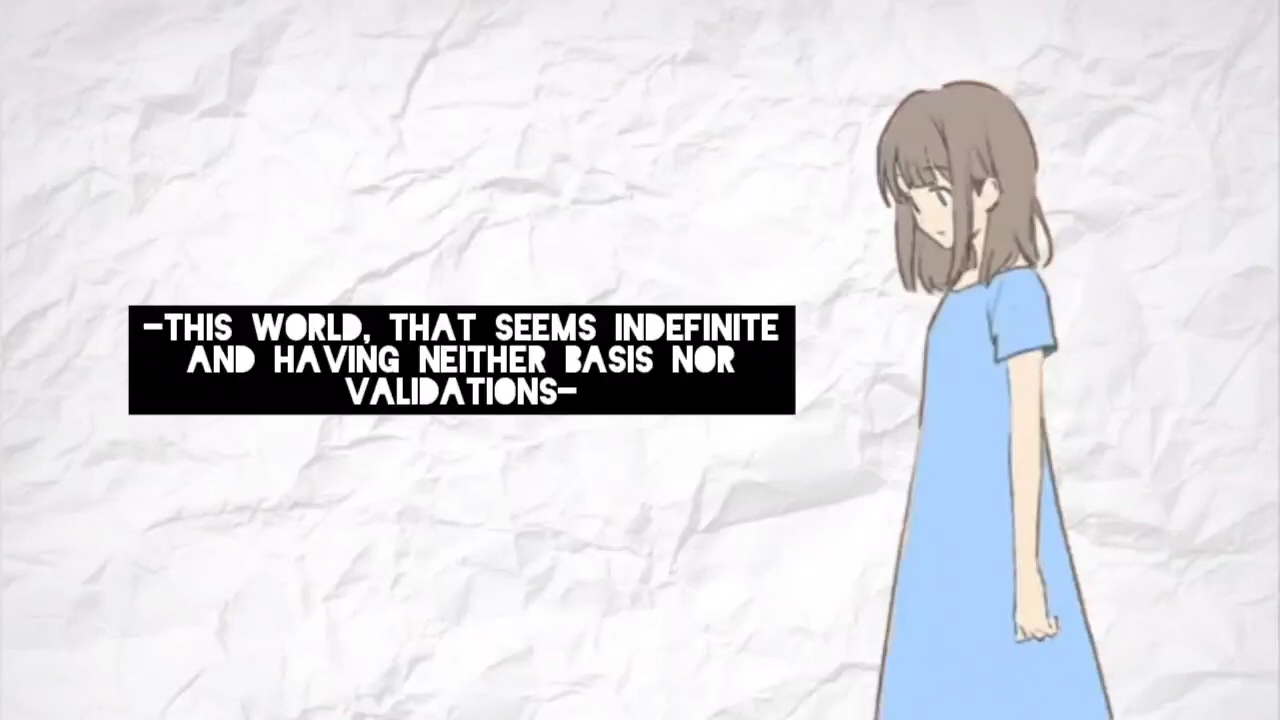 -THIS WORLD, THAT SEEMS INDEFINITE
AND HAVING NEITHER BASIS NOR
VALIDATIONS-